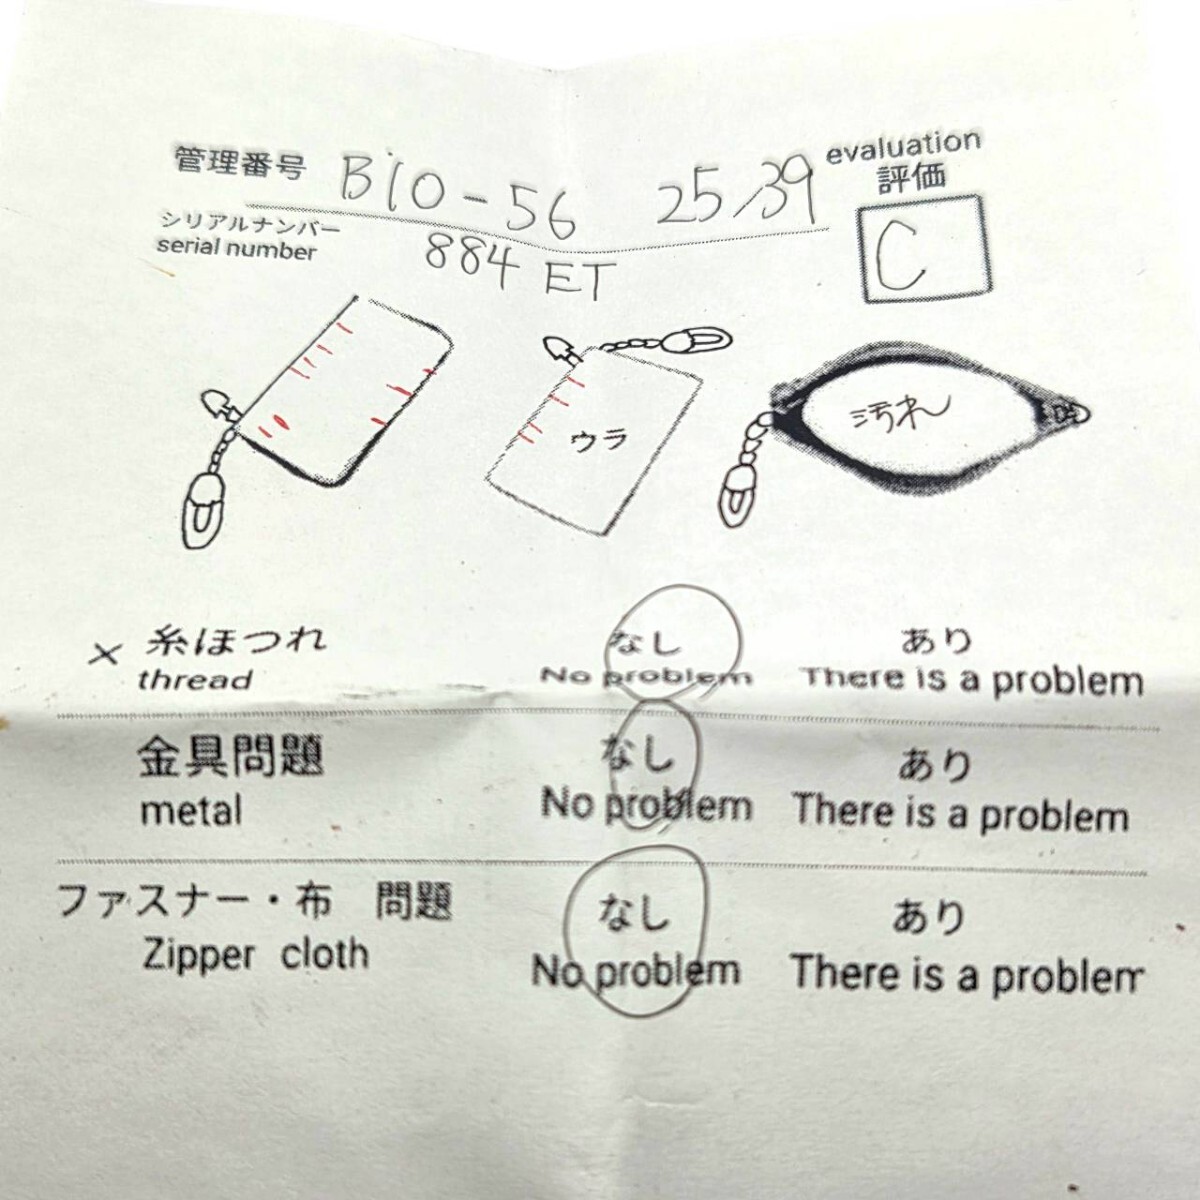 管理番号 B10-56 25/39
evaluation
評価
シリアルナンバー
serial number 884 ET
C
ウラ
汚れ
× 糸ほつれ なし あり
thread No problem There is a problem
金具問題 なし あり
metal No problem There is a problem
ファスナー・布 問題 なし あり
Zipper cloth No problem There is a problem